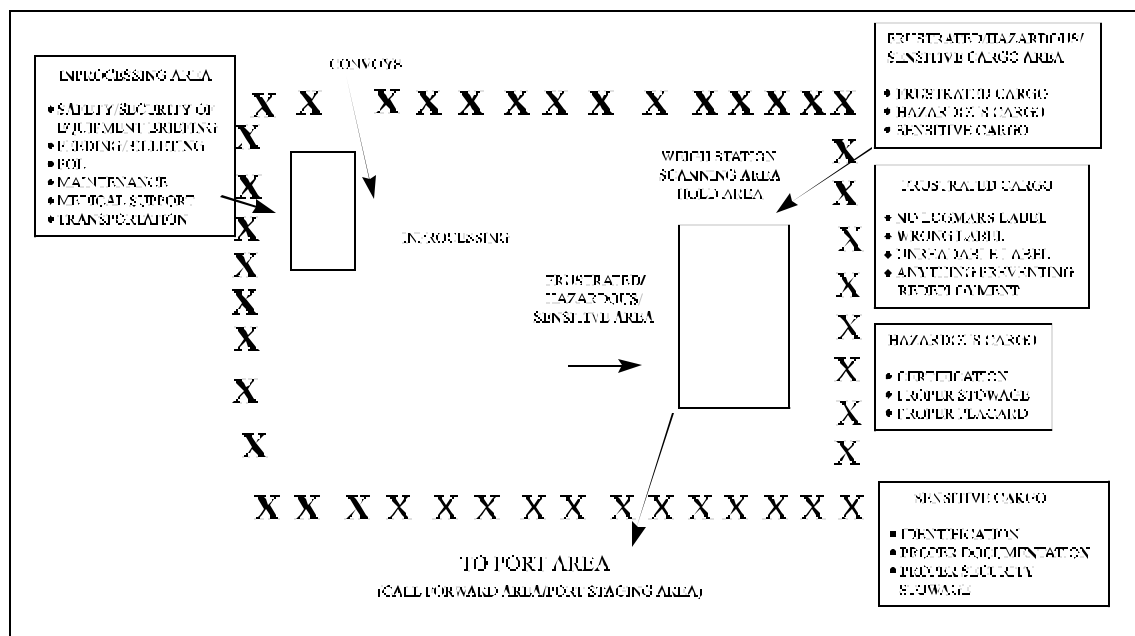 INPROCESSING AREA
• SAFETY/SECURITY OF
EQUIPMENT BRIEFING
• FEEDING/BILLETING
• POL
• MAINTENANCE
• MEDICAL SUPPORT
• TRANSPORTATION
CONVOYS
X X X X X X X X X X X X X X
X X X X X X X X X
INPROCESSING
WEIGH STATION
SCANNING AREA
HOLD AREA
FRUSTRATED/
HAZARDOUS/
SENSITIVE AREA
X X X X X X X X
X X X X X X X X X X X X X X X
TO PORT AREA
(CALL FORWARD AREA/PORT STAGING AREA)
FRUSTRATED/HAZARDOUS/
SENSITIVE CARGO AREA
• FRUSTRATED CARGO
• HAZARDOUS CARGO
• SENSITIVE CARGO
FRUSTRATED CARGO
• NO LOGMARS LABEL
• WRONG LABEL
• UNREADABLE LABEL
• ANYTHING PREVENTING
REDEPLOYMENT
HAZARDOUS CARGO
• CERTIFICATION
• PROPER STOWAGE
• PROPER PLACARD
SENSITIVE CARGO
• IDENTIFICATION
• PROPER DOCUMENTATION
• PROPER SECURITY
STOWAGE